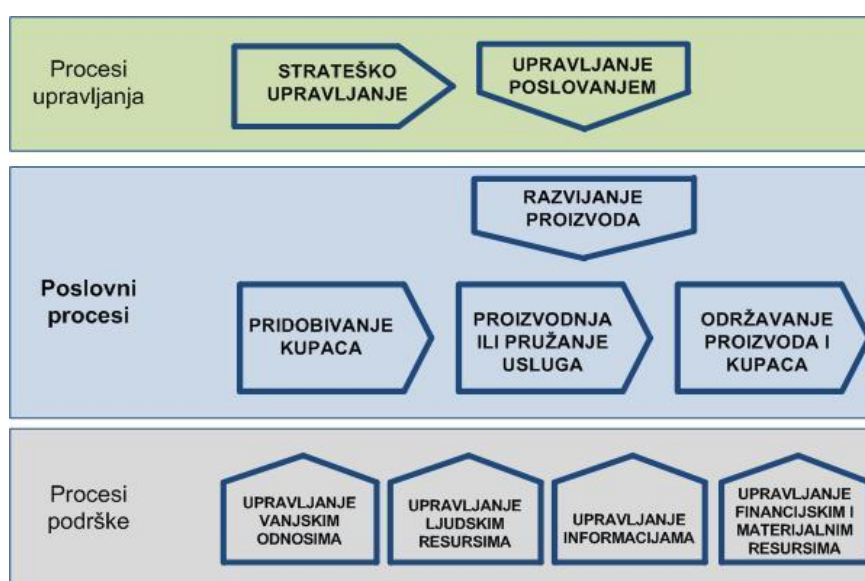 Procesi
upravljanja
STRATEŠKO
UPRAVLJANJE
UPRAVLJANJE
POSLOVANJEM
Poslovni
procesi
RAZVIJANJE
PROIZVODA
PRIDOBIVANJE
KUPACA
PROIZVODNJA
ILI PRUŽANJE
USLUGA
ODRŽAVANJE
PROIZVODA I
KUPACA
Procesi
podrške
UPRAVLJANJE
VANJSKIM
ODNOSIMA
UPRAVLJANJE
LJUDSKIM
RESURSIMA
UPRAVLJANJE
INFORMACIJAMA
UPRAVLJANJE
FINANCIJSKIM I
MATERIJALNIM
RESURSIMA